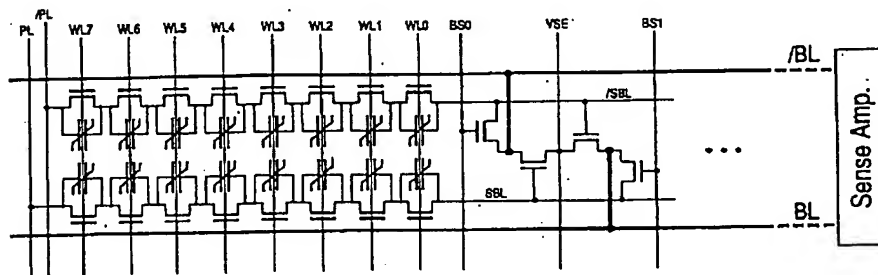 PL /PL WL7 WL6 WL5 WL4 WL3 WL2 WL1 WL0 BS0 VSE BS1
/BL
/SBL
SBL
BL
Sense Amp.